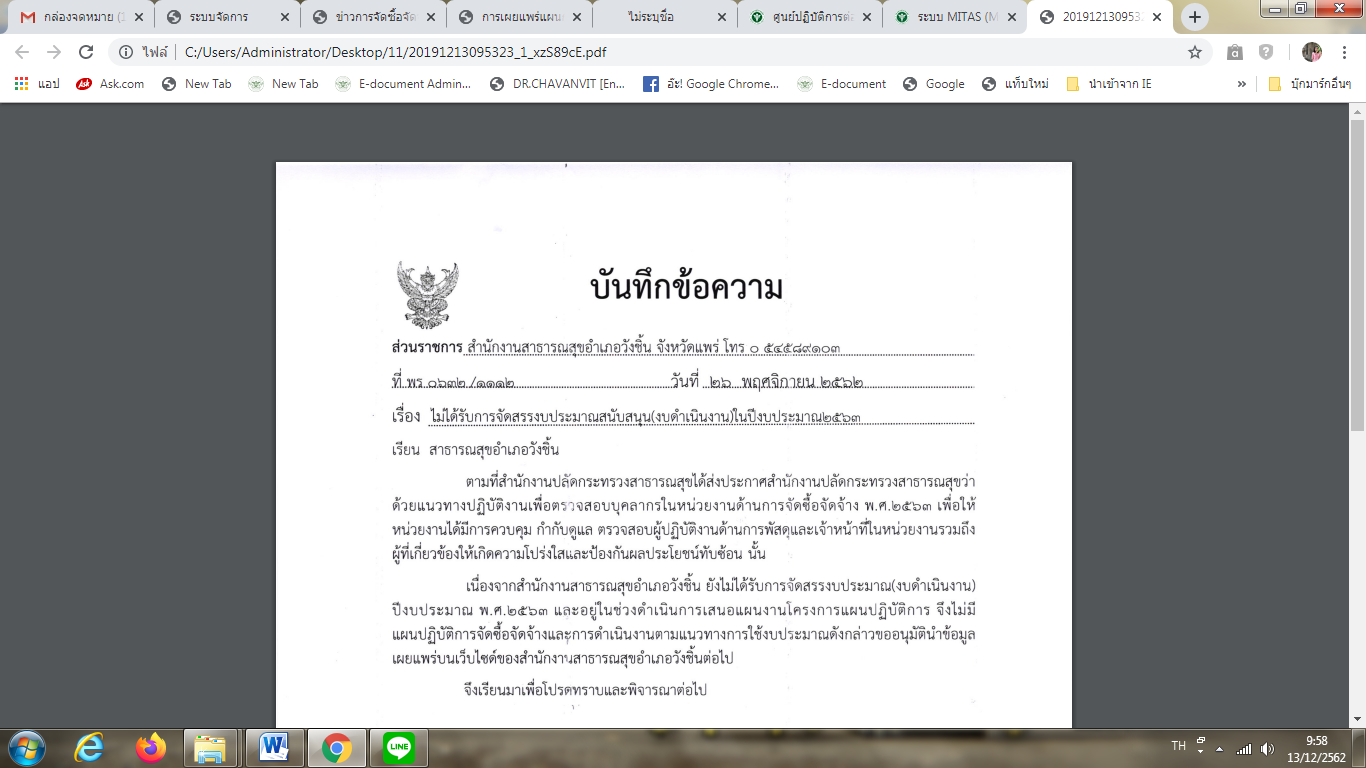 กล่องจดหมาย (1
ระบบจัดการ
ข่าวการจัดซื้อจัด
การเผยแพร่แผน
ไม่ระบุชื่อ
ศูนย์ปฏิบัติการต่อ
ระบบ MITAS (M
2019121309532
ไฟล์ C:/Users/Administrator/Desktop/11/20191213095323_1_xzS89cE.pdf
แอป Ask.com New Tab New Tab E-document Admin... DR.CHAVANVIT [En... อ๊ะ! Google Chrome... E-document Google แท็บใหม่ นำเข้าจาก IE » บุ๊กมาร์กอื่นๆ
บันทึกข้อความ
ส่วนราชการ สำนักงานสาธารณสุขอำเภอวังชิ้น จังหวัดแพร่ โทร ๐ ๕๔๕๘๙๑๐๓
ที่ พร ๐๖๓๒ /๑๑๑๒ วันที่ ๒๖ พฤศจิกายน ๒๕๖๒
เรื่อง ไม่ได้รับการจัดสรรงบประมาณสนับสนุน(งบดำเนินงาน)ในปีงบประมาณ๒๕๖๓
เรียน สาธารณสุขอำเภอวังชิ้น
ตามที่สำนักงานปลัดกระทรวงสาธารณสุขได้ส่งประกาศสำนักงานปลัดกระทรวงสาธารณสุขว่า
ด้วยแนวทางปฏิบัติงานเพื่อตรวจสอบบุคลากรในหน่วยงานด้านการจัดซื้อจัดจ้าง พ.ศ.๒๕๖๓ เพื่อให้
หน่วยงานได้มีการควบคุม กำกับดูแล ตรวจสอบผู้ปฏิบัติงานด้านการพัสดุและเจ้าหน้าที่ในหน่วยงานรวมถึง
ผู้ที่เกี่ยวข้องให้เกิดความโปร่งใสและป้องกันผลประโยชน์ทับซ้อน นั้น
เนื่องจากสำนักงานสาธารณสุขอำเภอวังชิ้น ยังไม่ได้รับการจัดสรรงบประมาณ(งบดำเนินงาน)
ปีงบประมาณ พ.ศ.๒๕๖๓ และอยู่ในช่วงดำเนินการเสนอแผนงานโครงการแผนปฏิบัติการ จึงไม่มี
แผนปฏิบัติการจัดซื้อจัดจ้างและการดำเนินงานตามแนวทางการใช้งบประมาณดังกล่าวขออนุมัตินำข้อมูล
เผยแพร่บนเว็บไซด์ของสำนักงานสาธารณสุขอำเภอวังชิ้นต่อไป
จึงเรียนมาเพื่อโปรดทราบและพิจารณาต่อไป
LINE
TH
9:58
13/12/2562